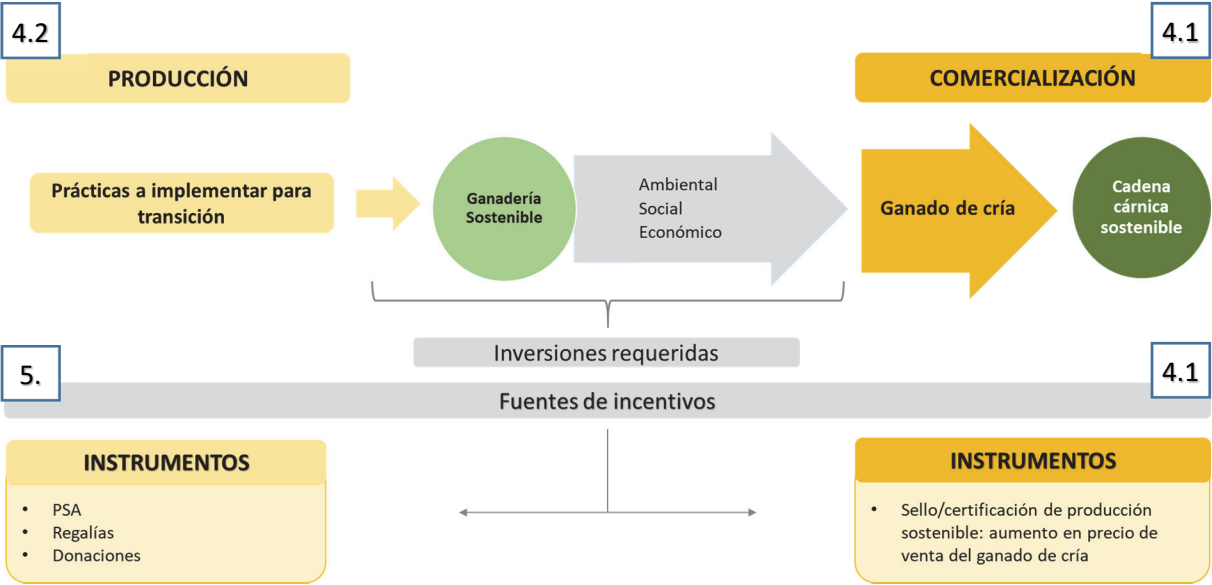 4.2
4.1
PRODUCCIÓN
COMERCIALIZACIÓN
Prácticas a implementar para
transición
Ganadería
Sostenible
Ambiental
Social
Económico
Ganado de cría
Cadena
cárnica
sostenible
Inversiones requeridas
5.
4.1
Fuentes de incentivos
INSTRUMENTOS
• PSA
• Regalías
• Donaciones
INSTRUMENTOS
• Sello/certificación de producción
sostenible: aumento en precio de
venta del ganado de cría